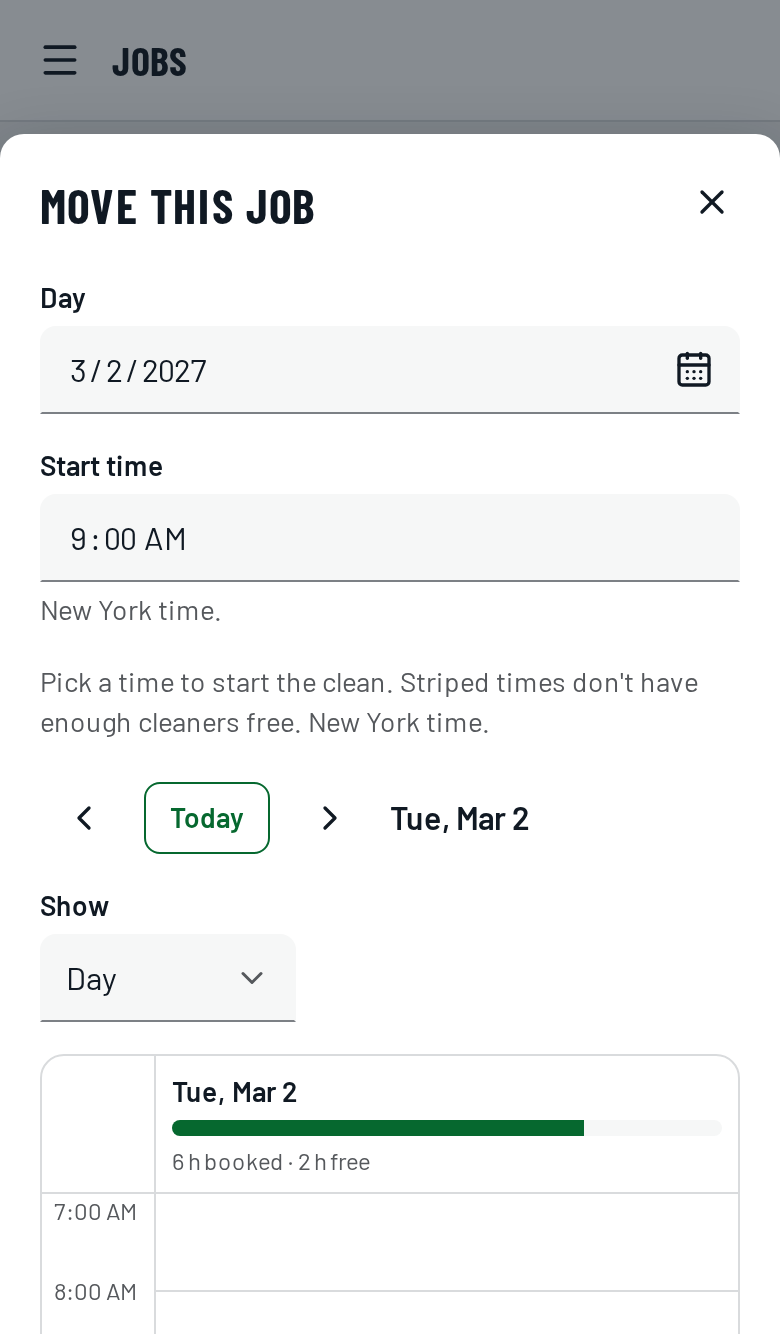 JOBS
MOVE THIS JOB
Day
3/2/2027
Start time
9:00 AM
New York time.
Pick a time to start the clean. Striped times don't have
enough cleaners free. New York time.
Today
Tue, Mar 2
Show
Day
Tue, Mar 2
6 h booked · 2 h free
7:00 AM
8:00 AM